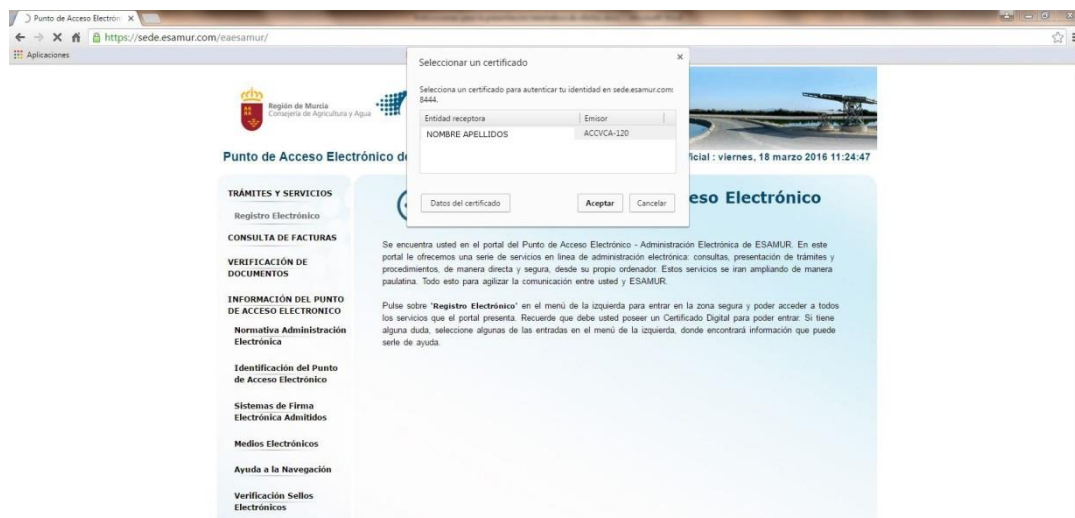 Punto de Acceso Electrón
https://sede.esamur.com/eaesamur/
Aplicaciones
Seleccionar un certificado
Selecciona un certificado para autenticar tu identidad en sede.esamur.com:
8444.
Entidad receptora Emisor
NOMBRE APELLIDOS ACCVCA-120
Datos del certificado Aceptar Cancelar
Región de Murcia
Consejería de Agricultura y Agua
Punto de Acceso Electrónico de
icial : viernes, 18 marzo 2016 11:24:47
TRÁMITES Y SERVICIOS
Registro Electrónico
CONSULTA DE FACTURAS
VERIFICACIÓN DE
DOCUMENTOS
INFORMACIÓN DEL PUNTO
DE ACCESO ELECTRONICO
Normativa Administración
Electrónica
Identificación del Punto
de Acceso Electrónico
Sistemas de Firma
Electrónica Admitidos
Medios Electrónicos
Ayuda a la Navegación
Verificación Sellos
Electrónicos
eso Electrónico
Se encuentra usted en el portal del Punto de Acceso Electrónico - Administración Electrónica de ESAMUR. En este
portal le ofrecemos una serie de servicios en linea de administración electrónica: consultas, presentación de trámites y
procedimientos, de manera directa y segura, desde su propio ordenador. Estos servicios se iran ampliando de manera
paulatina. Todo esto para agilizar la comunicación entre usted y ESAMUR.
Pulse sobre "Registro Electrónico" en el menú de la izquierda para entrar en la zona segura y poder acceder a todos
los servicios que el portal presenta. Recuerde que debe usted poseer un Certificado Digital para poder entrar. Si tiene
alguna duda, seleccione algunas de las entradas en el menú de la izquierda, donde encontrará información que puede
serle de ayuda.